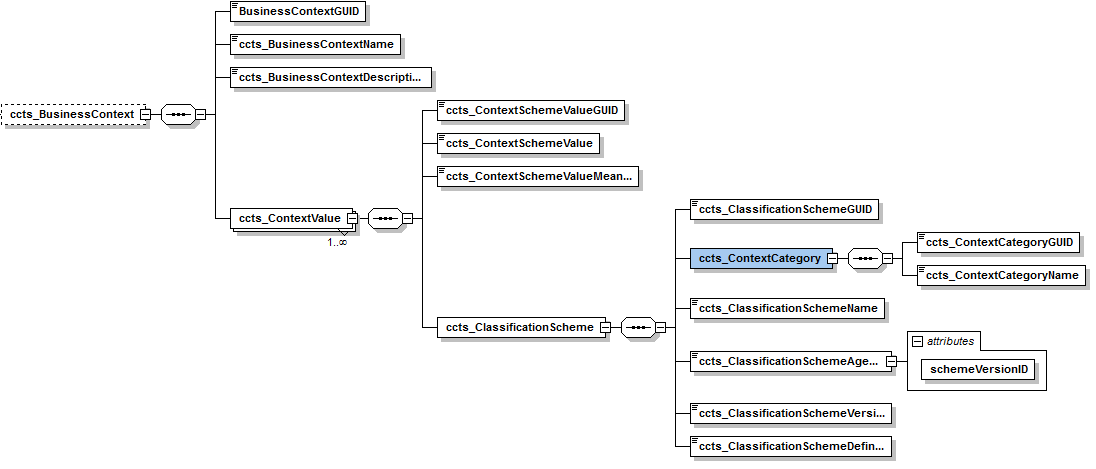 BusinessContextGUID
ccts_BusinessContextName
ccts_BusinessContextDescripti...
ccts_BusinessContext
ccts_ContextSchemeValueGUID
ccts_ContextSchemeValue
ccts_ContextSchemeValueMean...
ccts_ContextValue
1..∞
ccts_ClassificationSchemeGUID
ccts_ContextCategory
ccts_ContextCategoryGUID
ccts_ContextCategoryName
ccts_ClassificationScheme
ccts_ClassificationSchemeName
ccts_ClassificationSchemeAge...
attributes
schemeVersionID
ccts_ClassificationSchemeVersi...
ccts_ClassificationSchemeDefin...